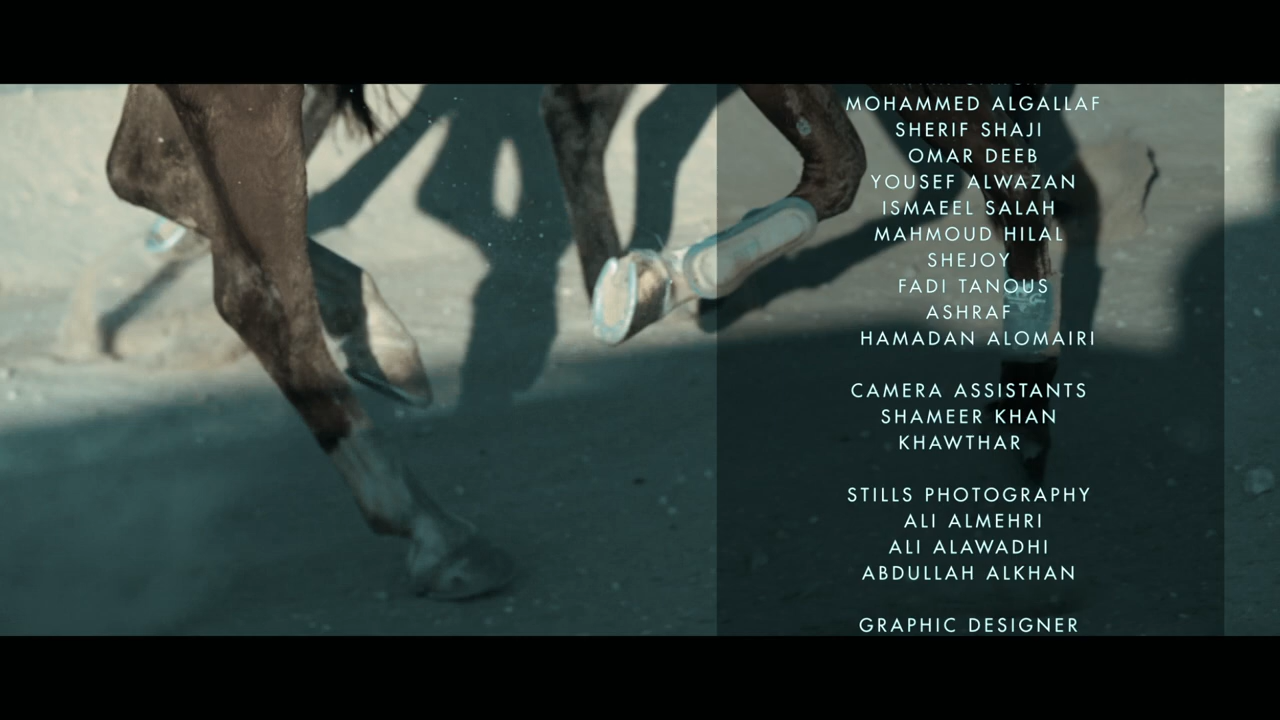 MOHAMMED ALGALLAF
SHERIF SHAJI
OMAR DEEB
YOUSEF ALWAZAN
ISMAEEL SALAH
MAHMOUD HILAL
SHEJOY
FADI TANOUS
ASHRAF
HAMADAN ALOMAIRI
CAMERA ASSISTANTS
SHAMEER KHAN
KHAWTHAR
STILLS PHOTOGRAPHY
ALI ALMEHRI
ALI ALAWADHI
ABDULLAH ALKHAN
GRAPHIC DESIGNER